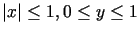 |x| ≤ 1, 0 ≤ y ≤ 1